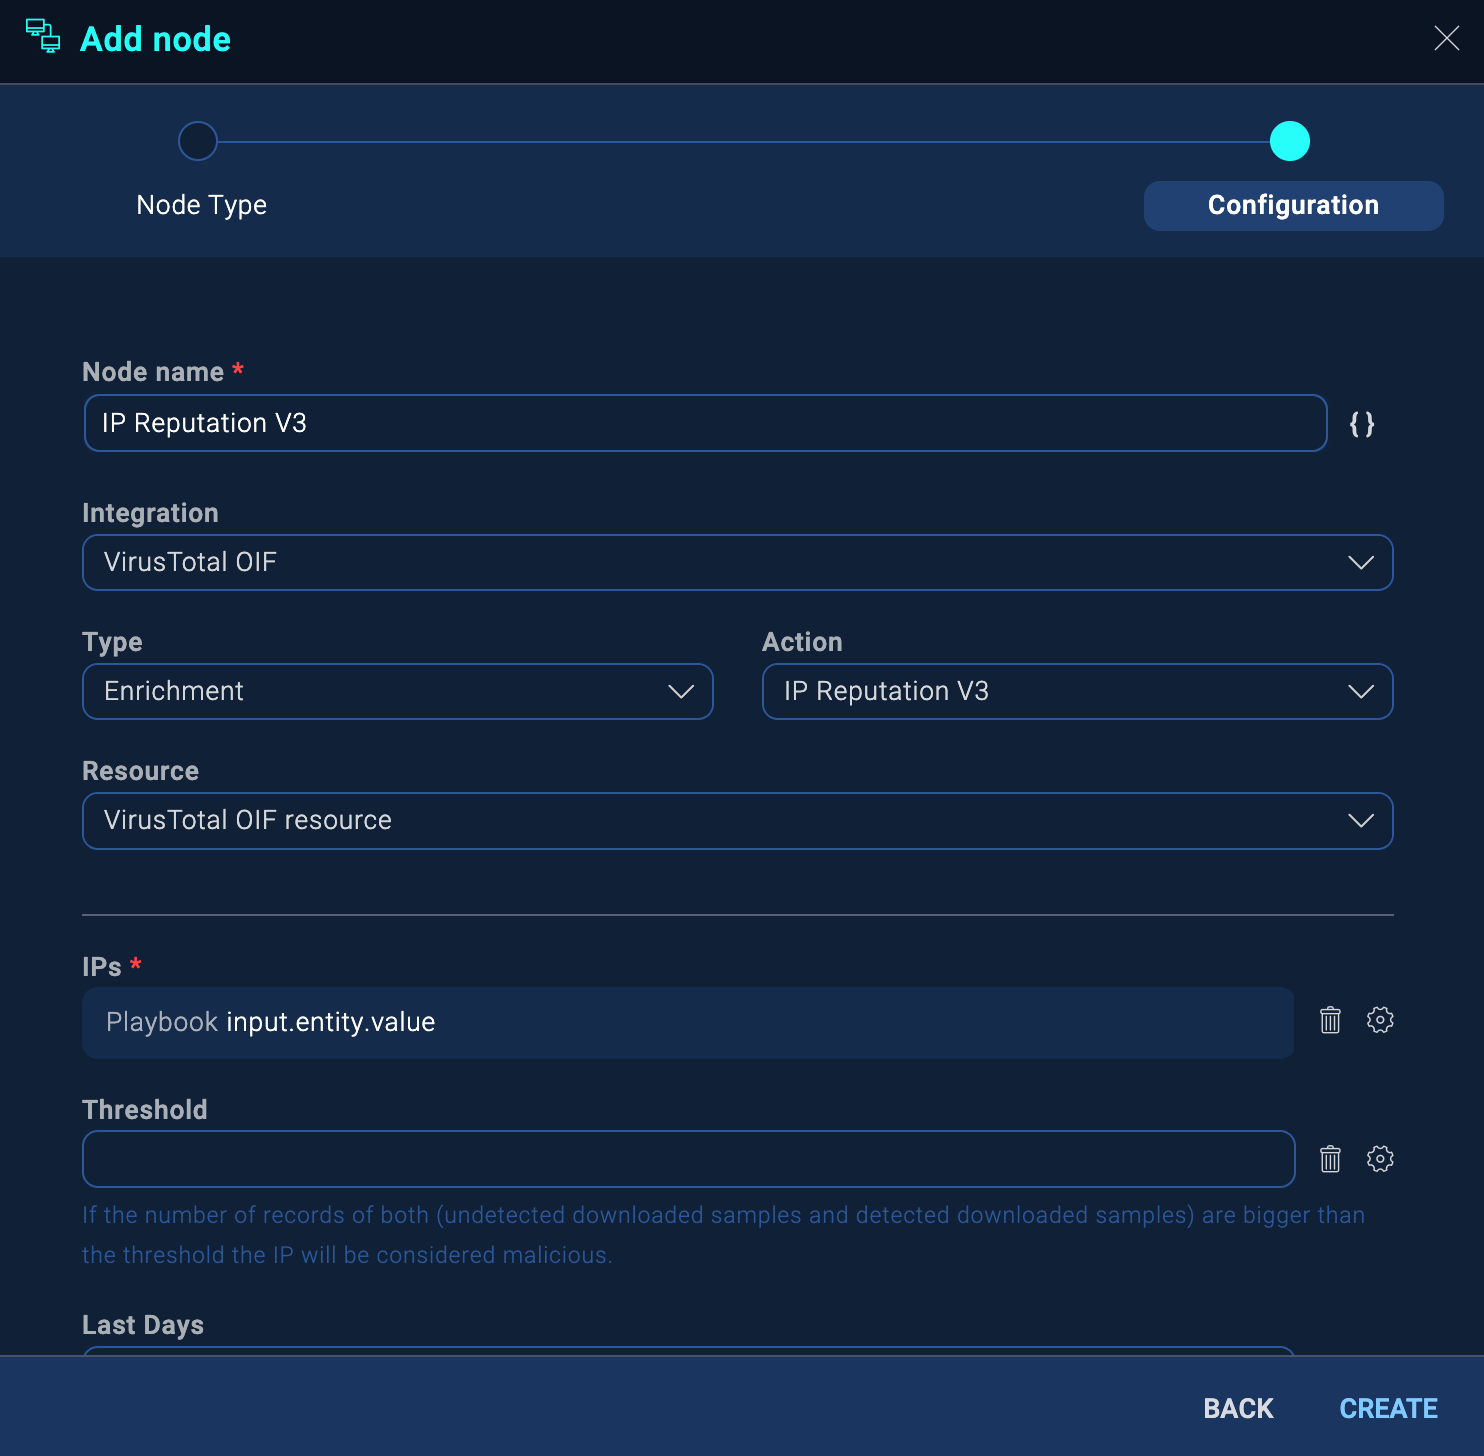 Add node
Node Type
Configuration
Node name *
IP Reputation V3
{}
Integration
VirusTotal OIF
Type
Action
Enrichment
IP Reputation V3
Resource
VirusTotal OIF resource
IPs *
Playbook input.entity.value
Threshold
If the number of records of both (undetected downloaded samples and detected downloaded samples) are bigger than
the threshold the IP will be considered malicious.
Last Days
BACK
CREATE